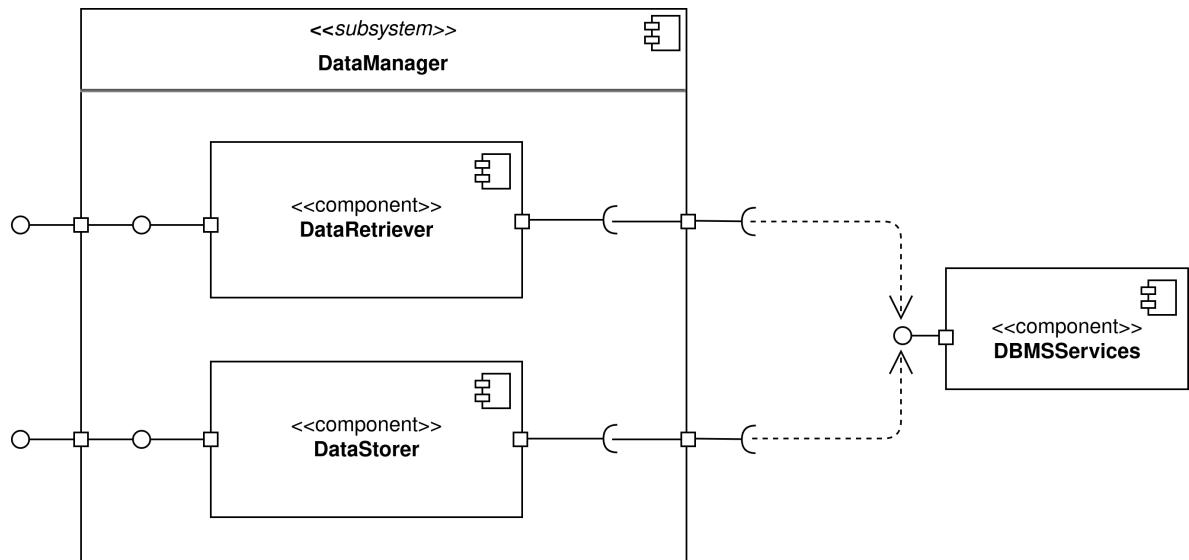 <<subsystem>>
DataManager
<<component>>
DataRetriever
<<component>>
DBMSServices
<<component>>
DataStorer